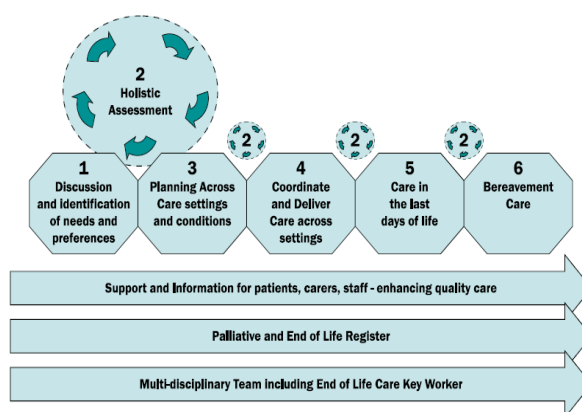 2
Holistic
Assessment
2
2
2
1
Discussion
and identification
of needs and
preferences
3
Planning Across
Care settings
and conditions
4
Coordinate
and Deliver
Care across
settings
5
Care in
the last
days of life
6
Bereavement
Care
Support and Information for patients, carers, staff - enhancing quality care
Palliative and End of Life Register
Multi-disciplinary Team including End of Life Care Key Worker